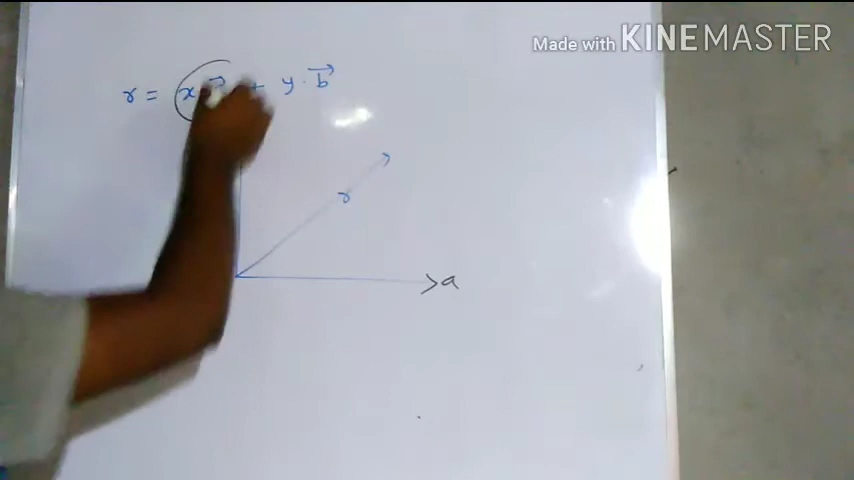 Made with KINEMASTER
r = (x + y · b⃗
r
a